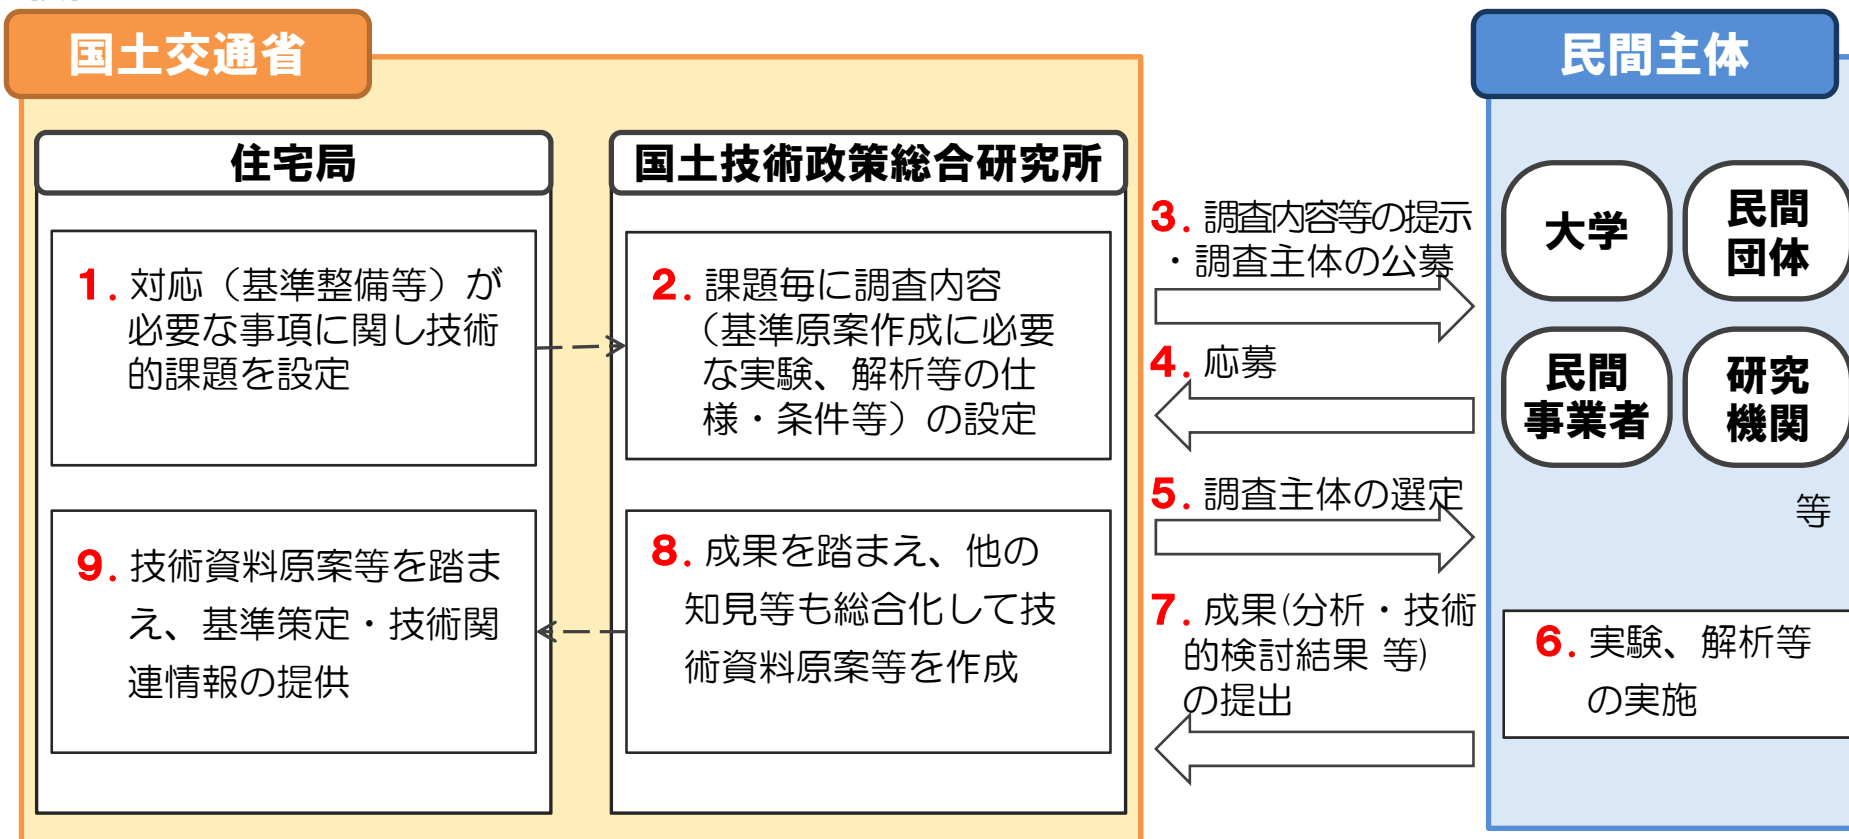 国土交通省
民間主体
住宅局
国土技術政策総合研究所
1. 対応（基準整備等）が
必要な事項に関し技術
的課題を設定
2. 課題毎に調査内容
（基準原案作成に必要
な実験、解析等の仕
様・条件等）の設定
3. 調査内容等の提示
・調査主体の公募
4. 応募
5. 調査主体の選定
大学
民間
団体
民間
事業者
研究
機関
等
6. 実験、解析等
の実施
7. 成果(分析・技術
的検討結果 等)
の提出
8. 成果を踏まえ、他の
知見等も総合化して技
術資料原案等を作成
9. 技術資料原案等を踏ま
え、基準策定・技術関
連情報の提供